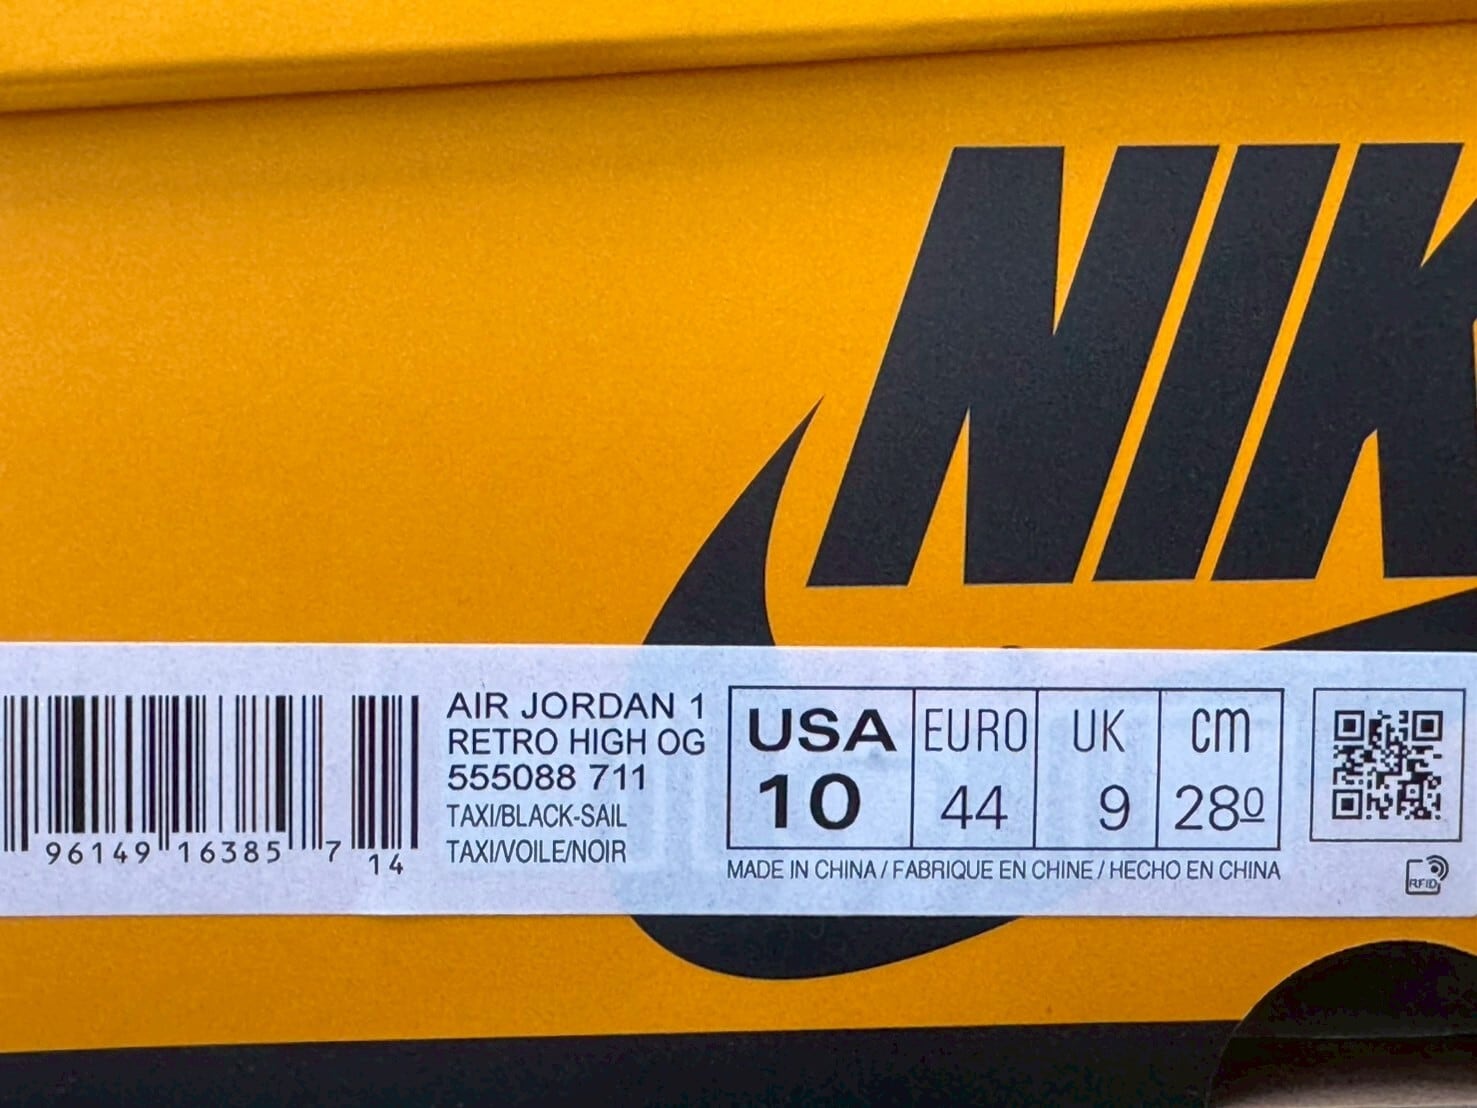 NIK
AIR JORDAN 1
RETRO HIGH OG
555088 711
TAXI/BLACK-SAIL
TAXI/VOILE/NOIR
96149 16385 7 14
USA EURO UK CM
10 44 9 280
MADE IN CHINA / FABRIQUE EN CHINE / HECHO EN CHINA
RFID